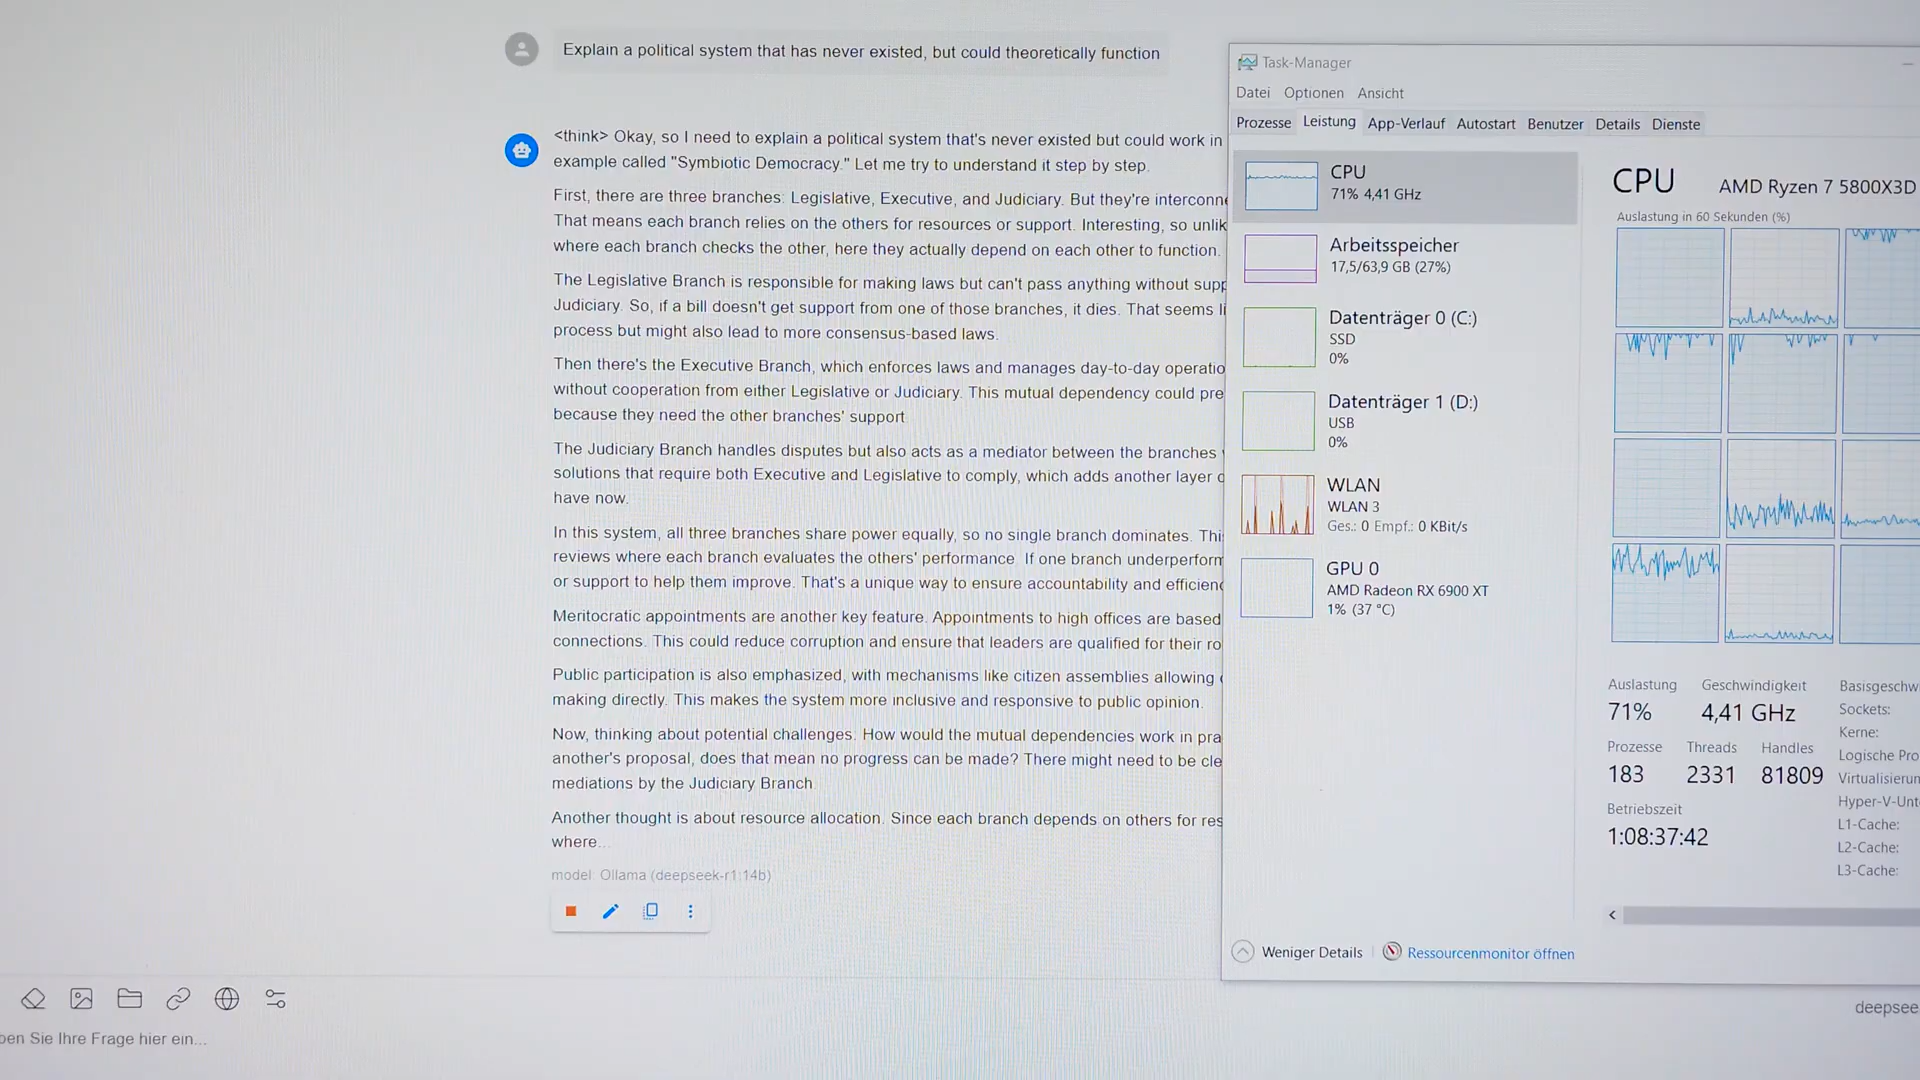 Explain a political system that has never existed, but could theoretically function
<think> Okay, so I need to explain a political system that's never existed but could work in
example called "Symbiotic Democracy." Let me try to understand it step by step.
First, there are three branches: Legislative, Executive, and Judiciary. But they're interconne
That means each branch relies on the others for resources or support. Interesting, so unlik
where each branch checks the other, here they actually depend on each other to function.
The Legislative Branch is responsible for making laws but can't pass anything without supp
Judiciary. So, if a bill doesn't get support from one of those branches, it dies. That seems li
process but might also lead to more consensus-based laws.
Then there's the Executive Branch, which enforces laws and manages day-to-day operatio
without cooperation from either Legislative or Judiciary. This mutual dependency could pre
because they need the other branches' support
The Judiciary Branch handles disputes but also acts as a mediator between the branches
solutions that require both Executive and Legislative to comply, which adds another layer
have now.
In this system, all three branches share power equally, so no single branch dominates. Thi
reviews where each branch evaluates the others' performance. If one branch underperform
or support to help them improve. That's a unique way to ensure accountability and efficienc
Meritocratic appointments are another key feature. Appointments to high offices are based
connections. This could reduce corruption and ensure that leaders are qualified for their ro
Public participation is also emphasized, with mechanisms like citizen assemblies allowing
making directly. This makes the system more inclusive and responsive to public opinion.
Now, thinking about potential challenges. How would the mutual dependencies work in pra
another's proposal, does that mean no progress can be made? There might need to be cle
mediations by the Judiciary Branch.
Another thought is about resource allocation. Since each branch depends on others for res
where...
model Ollama (deepseek-r1:14b)
ben Sie Ihre Frage hier ein...
deepsee
Task-Manager
Datei Optionen Ansicht
Prozesse Leistung App-Verlauf Autostart Benutzer Details Dienste
CPU
71% 4,41 GHz
Arbeitsspeicher
17,5/63,9 GB (27%)
Datenträger 0 (C:)
SSD
0%
Datenträger 1 (D:)
USB
0%
WLAN
WLAN 3
Ges.: 0 Empf.: 0 KBit/s
GPU 0
AMD Radeon RX 6900 XT
1% (37 °C)
CPU AMD Ryzen 7 5800X3D
Auslastung in 60 Sekunden (%)
Auslastung Geschwindigkeit
71% 4,41 GHz
Prozesse Threads Handles
183 2331 81809
Betriebszeit
1:08:37:42
Basisgeschw
Sockets:
Kerne:
Logische Pro
Virtualisierun
Hyper-V-Unt
L1-Cache:
L2-Cache:
L3-Cache:
Weniger Details
Ressourcenmonitor öffnen